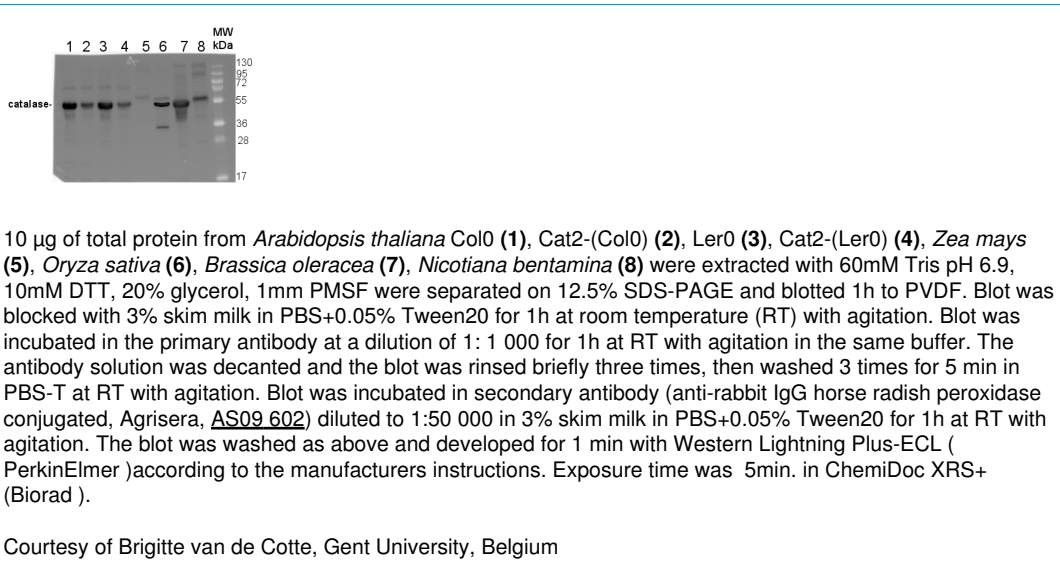 MW
1 2 3 4 5 6 7 8 kDa
130
95
72
catalase- 55
36
28
17
10 µg of total protein from Arabidopsis thaliana Col0 (1), Cat2-(Col0) (2), Ler0 (3), Cat2-(Ler0) (4), Zea mays
(5), Oryza sativa (6), Brassica oleracea (7), Nicotiana bentamina (8) were extracted with 60mM Tris pH 6.9,
10mM DTT, 20% glycerol, 1mm PMSF were separated on 12.5% SDS-PAGE and blotted 1h to PVDF. Blot was
blocked with 3% skim milk in PBS+0.05% Tween20 for 1h at room temperature (RT) with agitation. Blot was
incubated in the primary antibody at a dilution of 1: 1 000 for 1h at RT with agitation in the same buffer. The
antibody solution was decanted and the blot was rinsed briefly three times, then washed 3 times for 5 min in
PBS-T at RT with agitation. Blot was incubated in secondary antibody (anti-rabbit IgG horse radish peroxidase
conjugated, Agrisera, AS09 602) diluted to 1:50 000 in 3% skim milk in PBS+0.05% Tween20 for 1h at RT with
agitation. The blot was washed as above and developed for 1 min with Western Lightning Plus-ECL (
PerkinElmer )according to the manufacturers instructions. Exposure time was  5min. in ChemiDoc XRS+
(Biorad ).
Courtesy of Brigitte van de Cotte, Gent University, Belgium